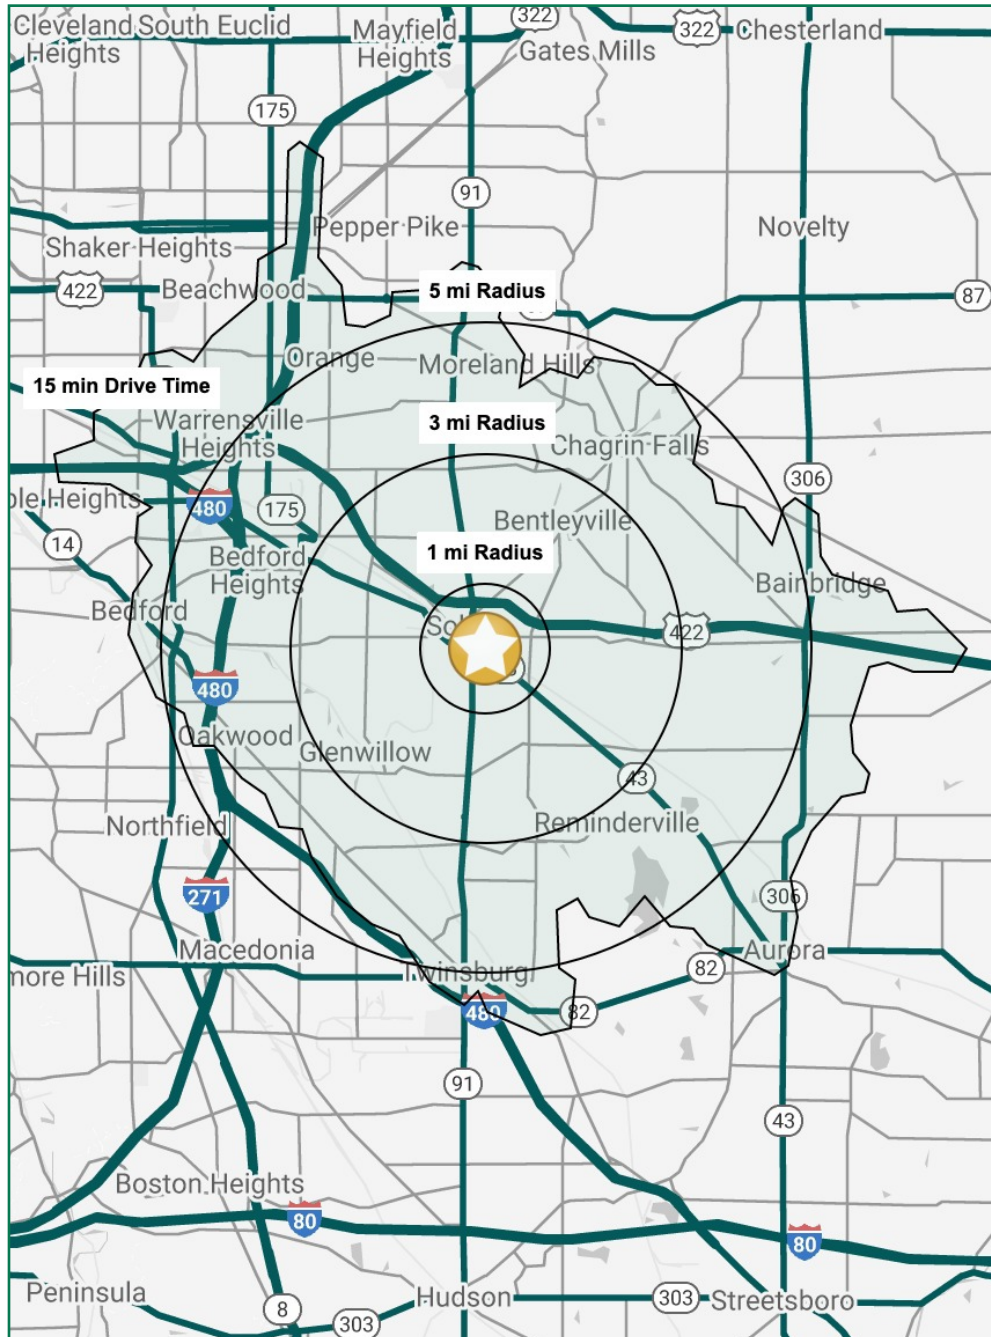 322
Cleveland
South Euclid
Heights
Mayfield
Heights
Gates Mills
322
Chesterland
175
91
Pepper Pike
Novelty
Shaker Heights
422
Beachwood
5 mi Radius
87
Orange
Moreland Hills
15 min Drive Time
Warrensville
Heights
3 mi Radius
Chagrin Falls
306
ple Heights
480
175
Bentleyville
14
Bedford
Heights
1 mi Radius
Bainbridge
Bedford
422
480
Oakwood
Glenwillow
43
Reminderville
Northfield
271
306
Macedonia
Aurora
more Hills
Twinsburg
82
480
82
91
43
Boston Heights
80
80
Peninsula
Hudson
303
Streetsboro
8
303